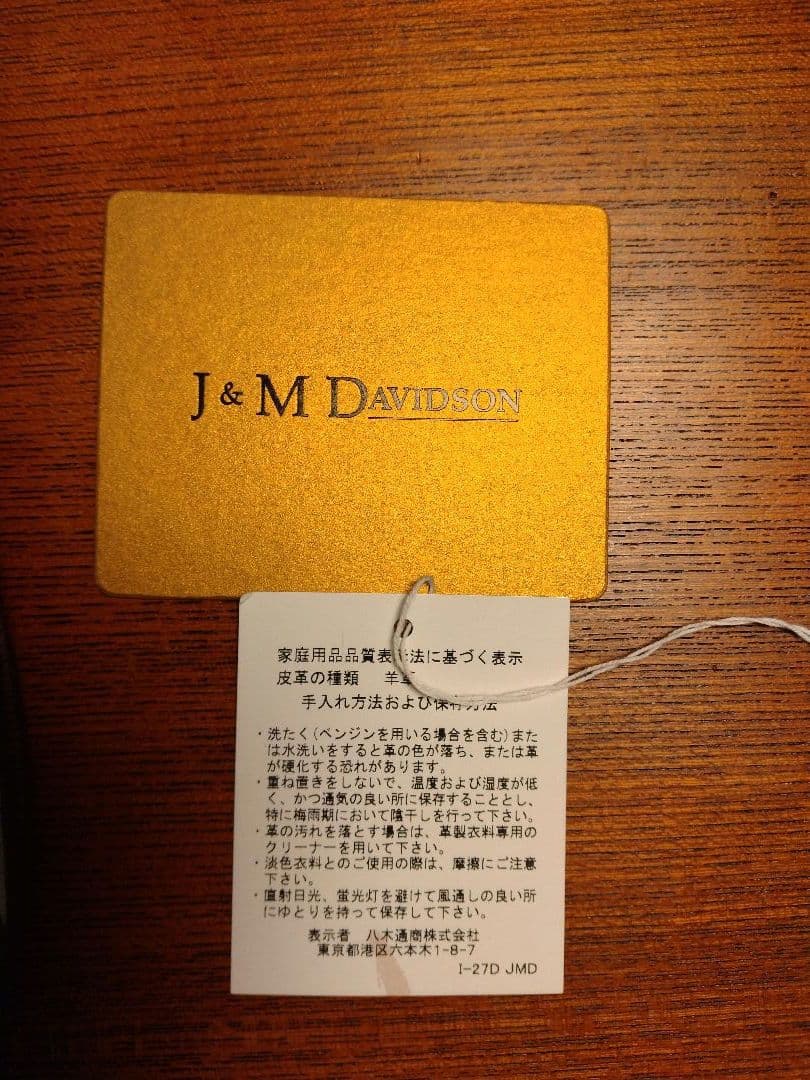 J & M DAVIDSON
家庭用品品質表 法に基づく表示
皮革の種類 羊革
手入れ方法および保存方法
・洗たく(ベンジンを用いる場合を含む)また
は水洗いをすると革の色が落ち、または革
が硬化する恐れがあります。
・重ね置きをしないで、温度および湿度が低
く、かつ通気の良い所に保存することとし、
特に梅雨期において陰干しを行って下さい。
・革の汚れを落とす場合は、革製衣料専用の
クリーナーを用いて下さい。
・淡色衣料とのご使用の際は、摩擦にご注意
下さい。
・直射日光、蛍光灯を避けて風通しの良い所
にゆとりを持って保存して下さい。
表示者 八木通商株式会社
東京都港区六本木1-8-7
I-27D JMD